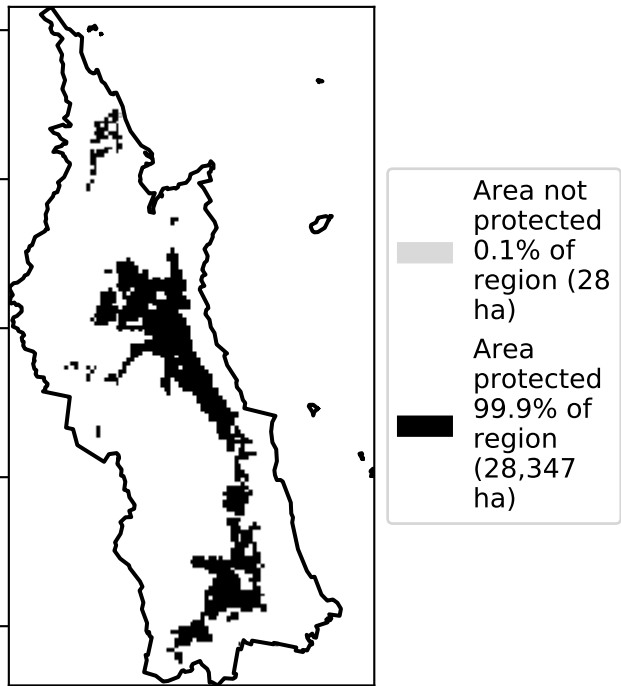 Area not
protected
0.1% of
region (28
ha)
Area
protected
99.9% of
region
(28,347
ha)